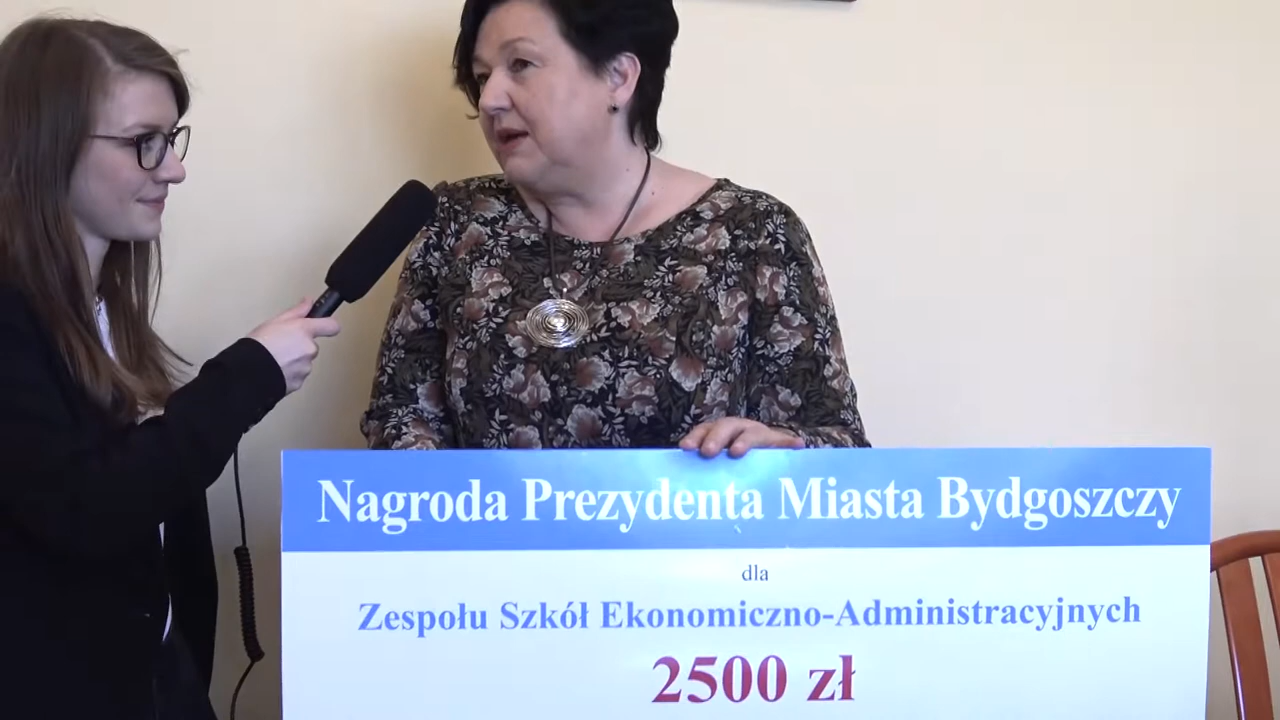 Nagroda Prezydenta Miasta Bydgoszczy
dla
Zespołu Szkół Ekonomiczno-Administracyjnych
2500 zł